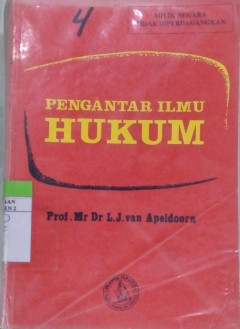 4
MILIK NEGARA
TIDAK DIPERDAGANGKAN
PENGANTAR ILMU
HUKUM
Prof. Mr Dr L.J. van Apeldoorn